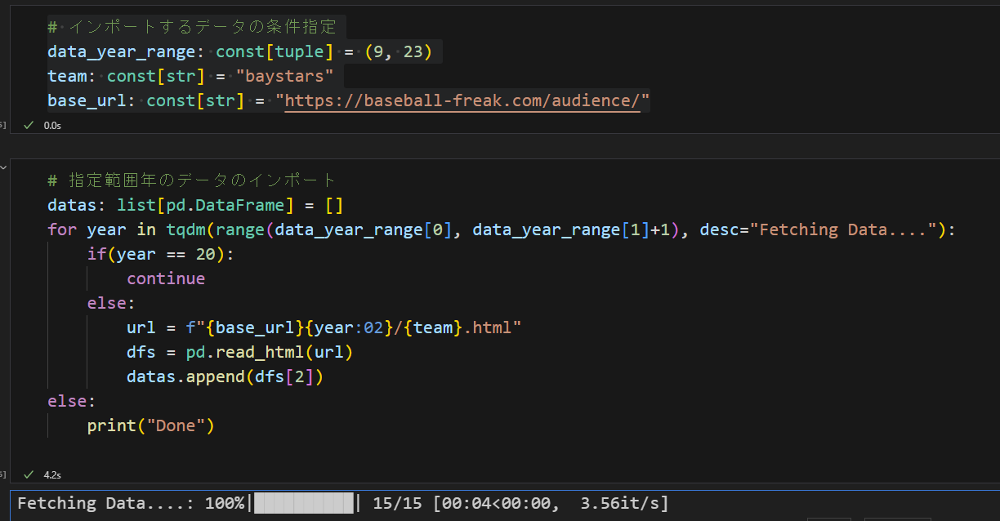 # インポートするデータの条件指定
data_year_range: const[tuple] = (9, 23)
team: const[str] = "baystars"
base_url: const[str] = "https://baseball-freak.com/audience/"
✓ 0.0s
# 指定範囲年のデータのインポート
datas: list[pd.DataFrame] = []
for year in tqdm(range(data_year_range[0], data_year_range[1]+1), desc="Fetching Data...."):
if(year == 20):
continue
else:
url = f"{base_url}{year:02}/{team}.html"
dfs = pd.read_html(url)
datas.append(dfs[2])
else:
print("Done")
✓ 4.2s
Fetching Data....: 100%|██████████| 15/15 [00:04<00:00,  3.56it/s]